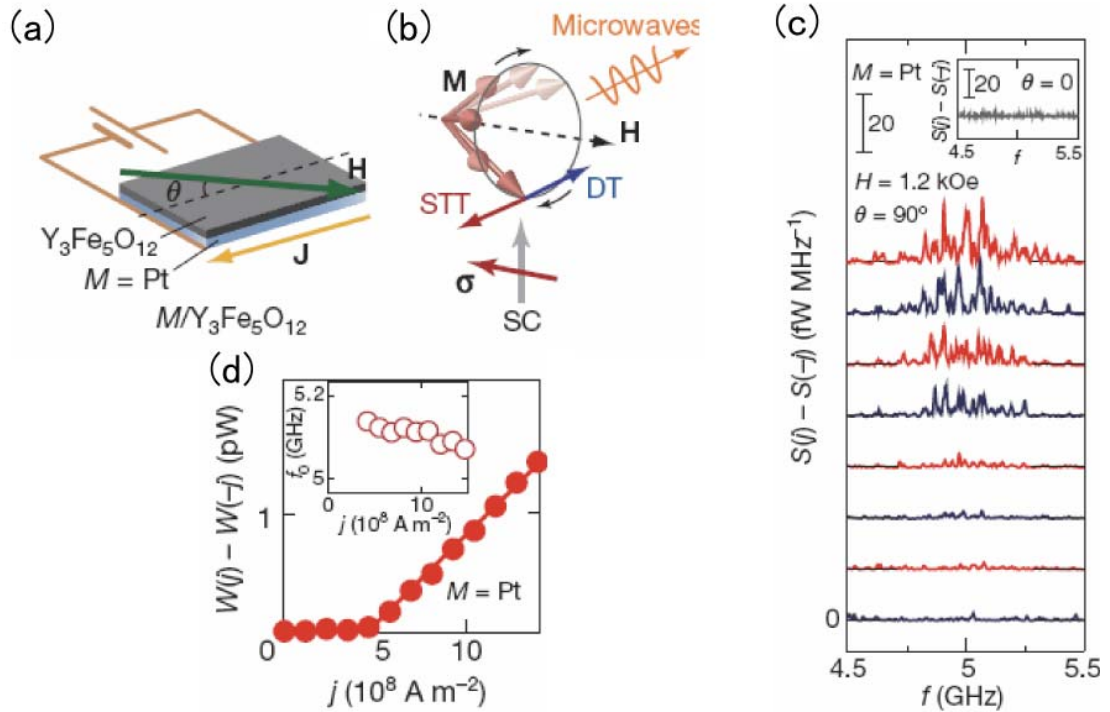 (a)
H
θ
Y₃Fe₅O₁₂
M = Pt
J
M/Y₃Fe₅O₁₂
(b)
Microwaves
M
H
STT
DT
σ
SC
(c)
M = Pt
20
S(j) – S(–j)
20
θ = 0
4.5
5.5
f
H = 1.2 kOe
θ = 90°
S(j) – S(–j) (fW MHz⁻¹)
0
4.5
5
5.5
f (GHz)
(d)
W(j) – W(–j) (pW)
1
5.2
f₀ (GHz)
5
0
10
j (10⁸ A m⁻²)
M = Pt
0
5
10
j (10⁸ A m⁻²)